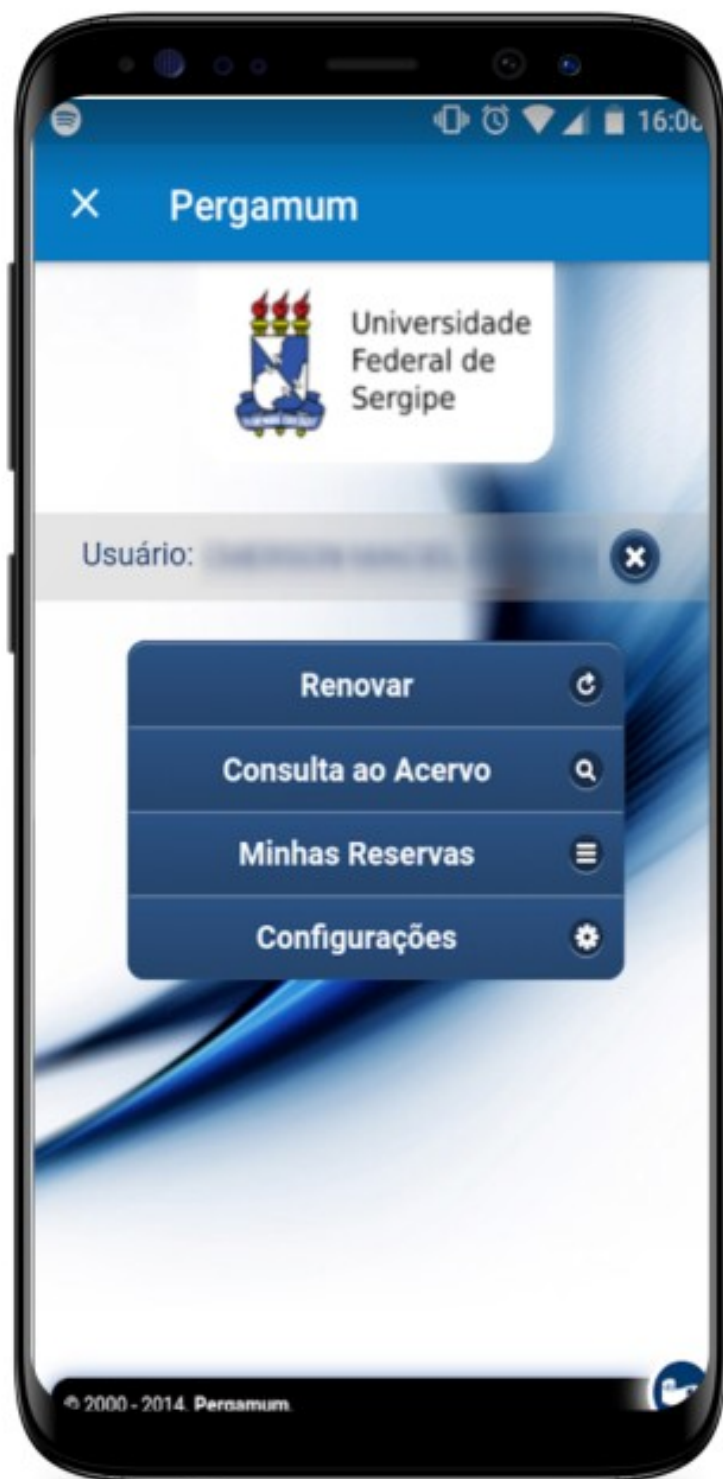 16:06
Pergamum
Universidade
Federal de
Sergipe
Usuário:
Renovar
Consulta ao Acervo
Minhas Reservas
Configurações
© 2000 - 2014. Pergamum.